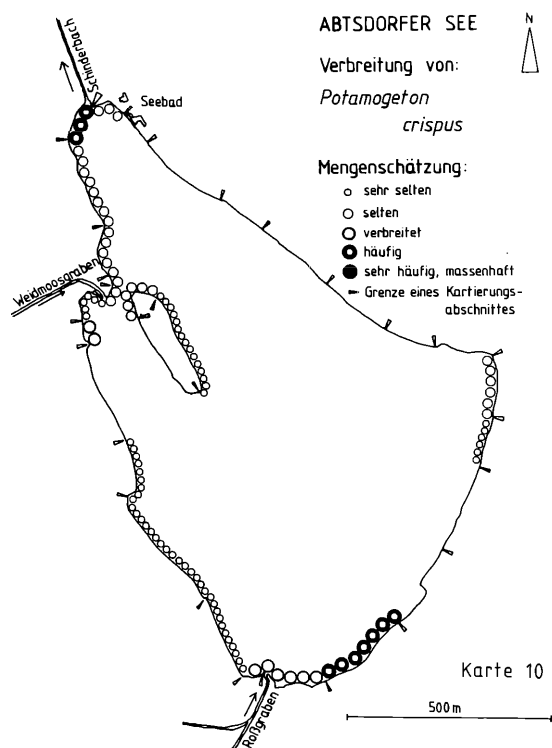 ABTSDORFER SEE
N
Verbreitung von:
Potamogeton
crispus
Mengenschätzung:
sehr selten
selten
verbreitet
häufig
sehr häufig, massenhaft
Grenze eines Kartierungs-
abschnittes
Schinderbach
Seebad
Weidmoosgraben
Roßgraben
Karte 10
500 m